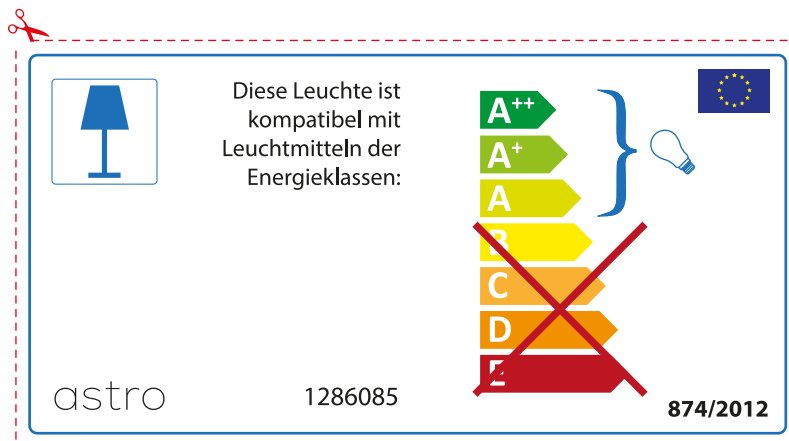 Diese Leuchte ist
kompatibel mit
Leuchtmitteln der
Energieklassen:
A++
A+
A
B
C
D
E
astro
1286085
874/2012